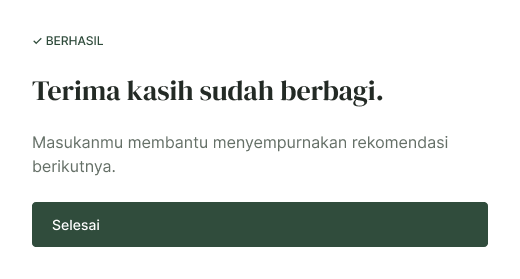 ✓ BERHASIL
Terima kasih sudah berbagi.
Masukanmu membantu menyempurnakan rekomendasi
berikutnya.
Selesai